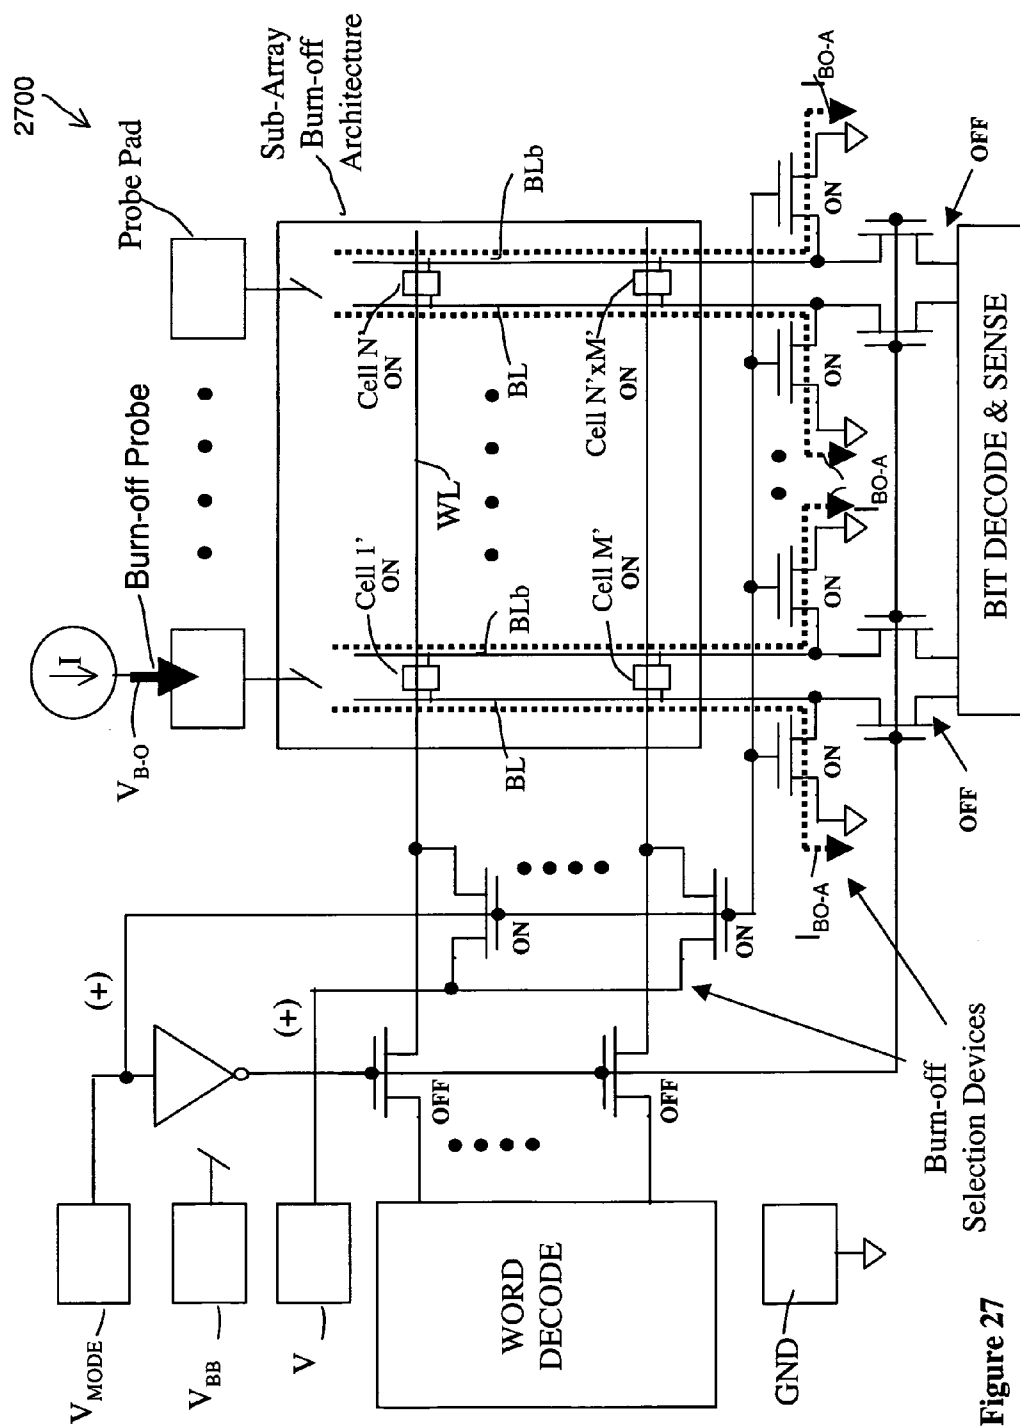 2700
Probe Pad
Burn-off Probe
I
V_B-O
Sub-Array
Burn-off
Architecture
V_MODE
(+)
V_BB
V
(+)
WORD
DECODE
GND
OFF
OFF
ON
ON
WL
Cell 1'
ON
Cell N'
ON
BL
BLb
BL
BLb
Cell M'
ON
Cell N'xM'
ON
ON
ON
ON
ON
I_BO-A
I_BO-A
I_BO-A
OFF
OFF
BIT DECODE & SENSE
Burn-off
Selection Devices
Figure 27